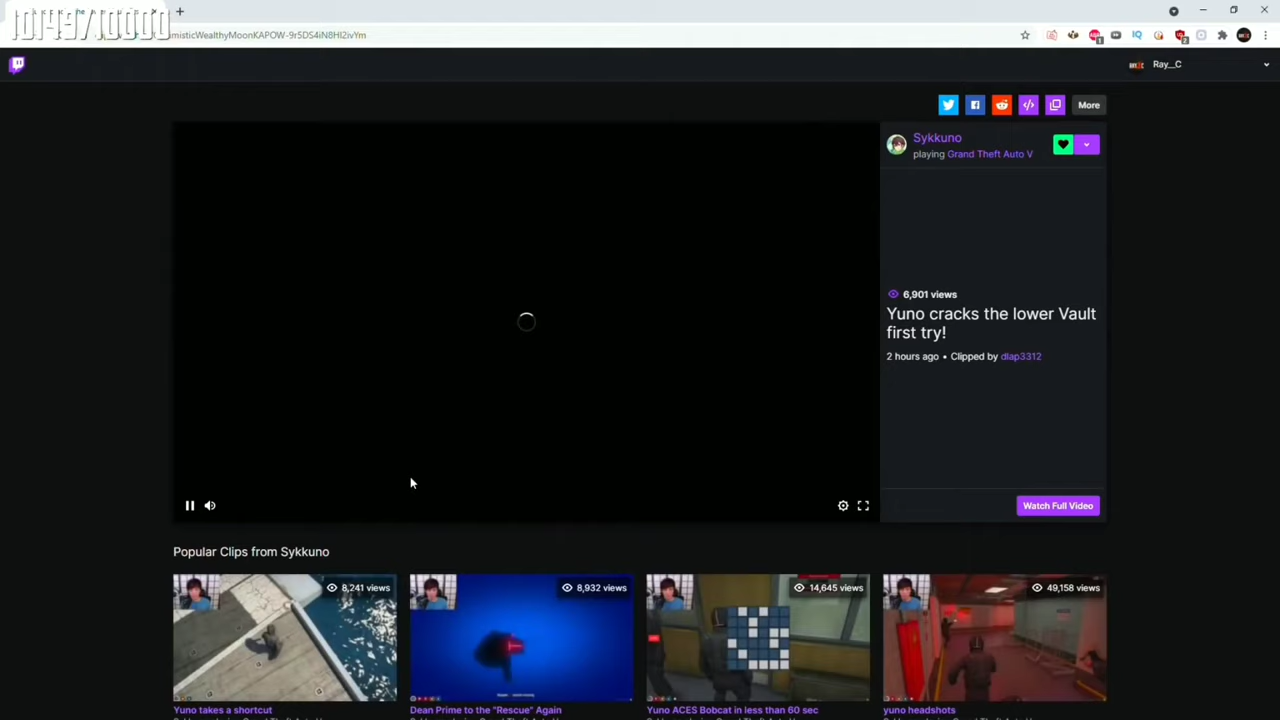 10149/10000
misticWealthyMoonKAPOW-9r5DS4iN8HI2ivYm
Ray__C
More
Sykkuno
playing Grand Theft Auto V
6,901 views
Yuno cracks the lower Vault
first try!
2 hours ago • Clipped by dlap3312
Watch Full Video
Popular Clips from Sykkuno
8,241 views
8,932 views
14,645 views
49,158 views
Yuno takes a shortcut
Dean Prime to the "Rescue" Again
Yuno ACES Bobcat in less than 60 sec
yuno headshots